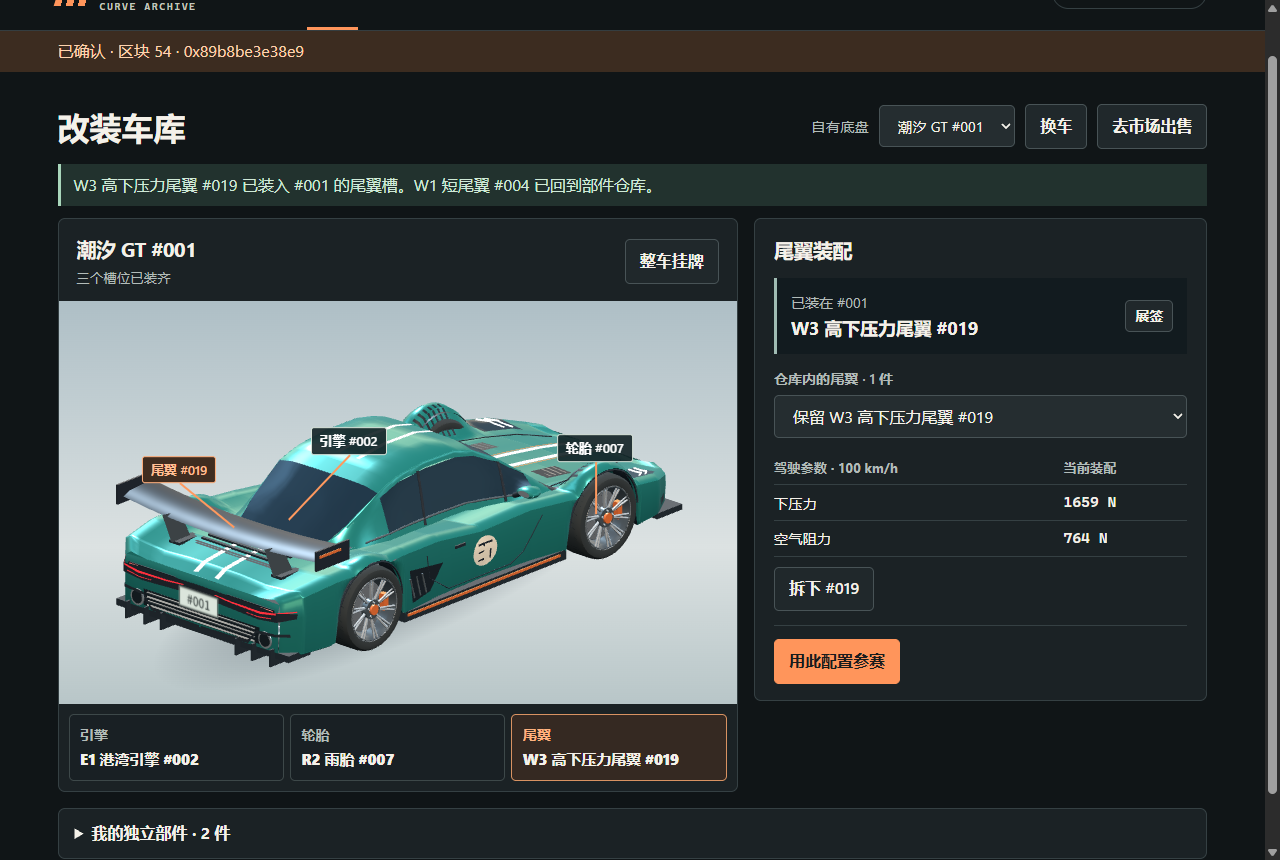 CURVE ARCHIVE
已确认 · 区块 54 · 0x89b8be3e38e9
改装车库
自有底盘
潮汐 GT #001
换车
去市场出售
W3 高下压力尾翼 #019 已装入 #001 的尾翼槽。W1 短尾翼 #004 已回到部件仓库。
潮汐 GT #001
三个槽位已装齐
整车挂牌
引擎 #002
轮胎 #007
尾翼 #019
#001
引擎
E1 港湾引擎 #002
轮胎
R2 雨胎 #007
尾翼
W3 高下压力尾翼 #019
尾翼装配
已装在 #001
W3 高下压力尾翼 #019
展签
仓库内的尾翼 · 1 件
保留 W3 高下压力尾翼 #019
驾驶参数 · 100 km/h
当前装配
下压力
1659 N
空气阻力
764 N
拆下 #019
用此配置参赛
我的独立部件 · 2 件